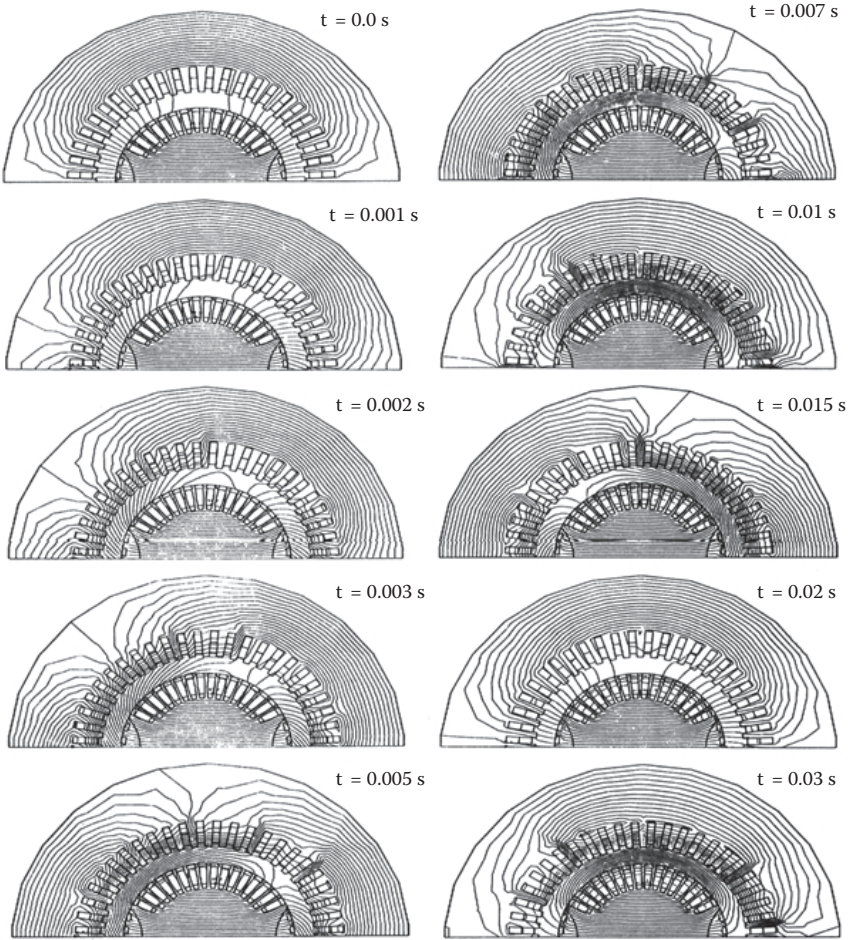 t = 0.0 s
t = 0.007 s
t = 0.001 s
t = 0.01 s
t = 0.002 s
t = 0.015 s
t = 0.003 s
t = 0.02 s
t = 0.005 s
t = 0.03 s